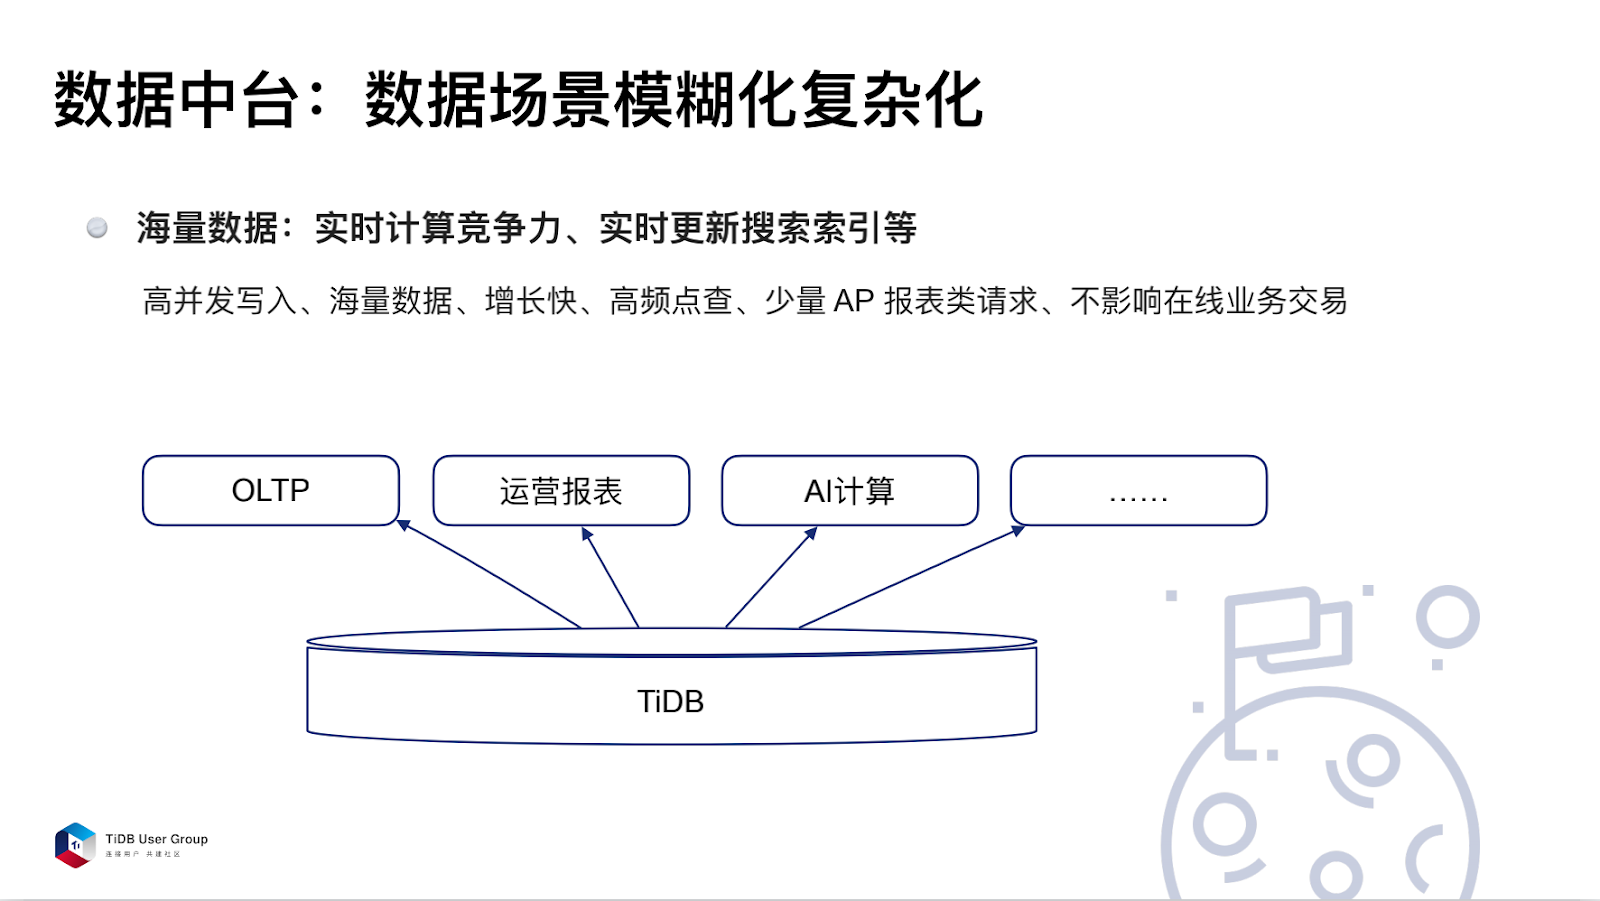 数据中台：数据场景模糊化复杂化
海量数据：实时计算竞争力、实时更新搜索索引等
高并发写入、海量数据、增长快、高频点查、少量 AP 报表类请求、不影响在线业务交易
OLTP
运营报表
AI计算
……
TiDB
TiDB User Group
连接用户 共建社区